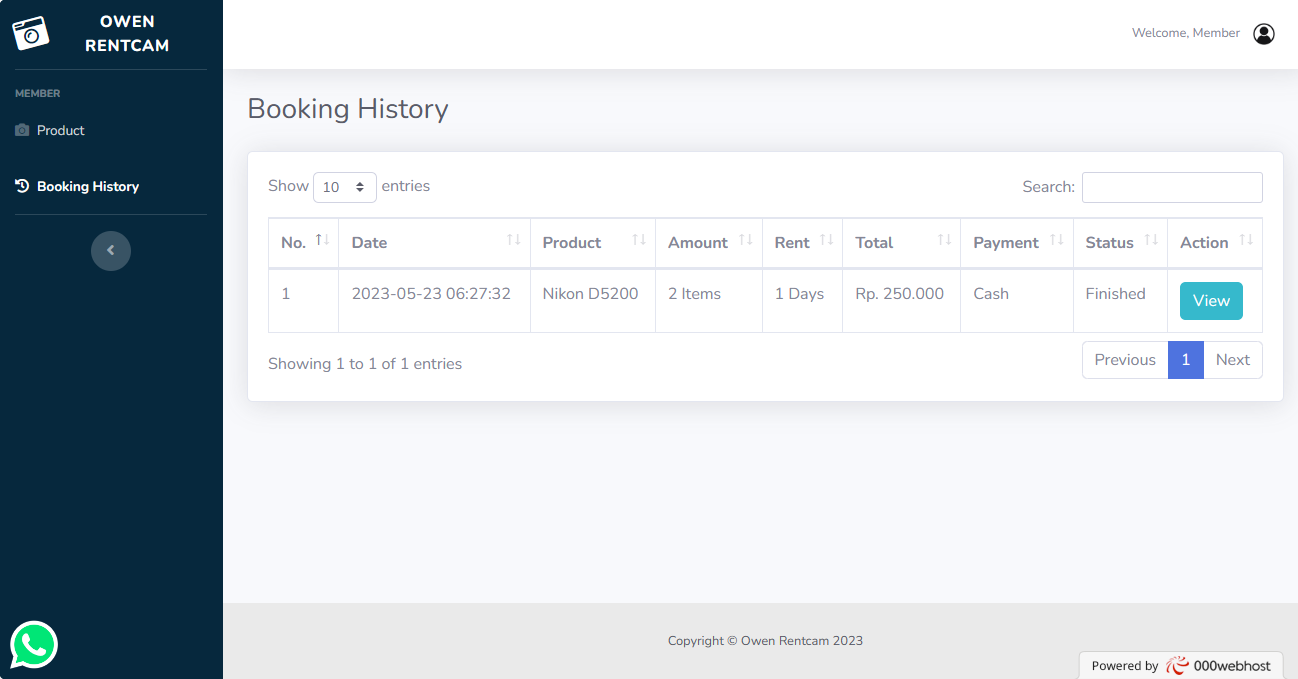 OWEN
RENTCAM
Welcome, Member
MEMBER
Product
Booking History
Booking History
Show 10 entries
Search:
No. Date Product Amount Rent Total Payment Status Action
1 2023-05-23 06:27:32 Nikon D5200 2 Items 1 Days Rp. 250.000 Cash Finished View
Showing 1 to 1 of 1 entries
Previous 1 Next
Copyright © Owen Rentcam 2023
Powered by 000webhost